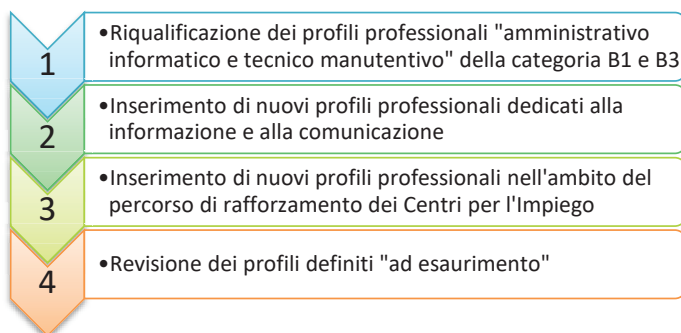 1
•Riqualificazione dei profili professionali "amministrativo
informatico e tecnico manutentivo" della categoria B1 e B3
2
•Inserimento di nuovi profili professionali dedicati alla
informazione e alla comunicazione
3
•Inserimento di nuovi profili professionali nell'ambito del
percorso di rafforzamento dei Centri per l'Impiego
4
•Revisione dei profili definiti "ad esaurimento"